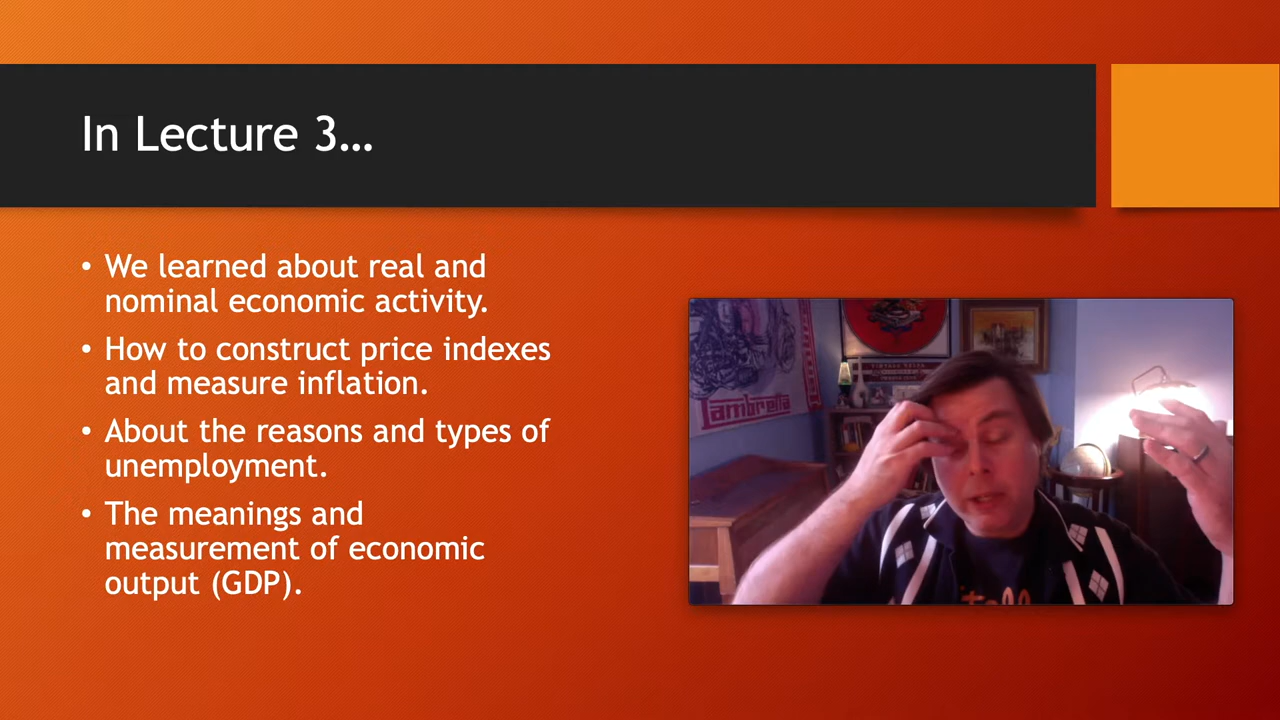 In Lecture 3…
• We learned about real and
nominal economic activity.
• How to construct price indexes
and measure inflation.
• About the reasons and types of
unemployment.
• The meanings and
measurement of economic
output (GDP).
Lambretta